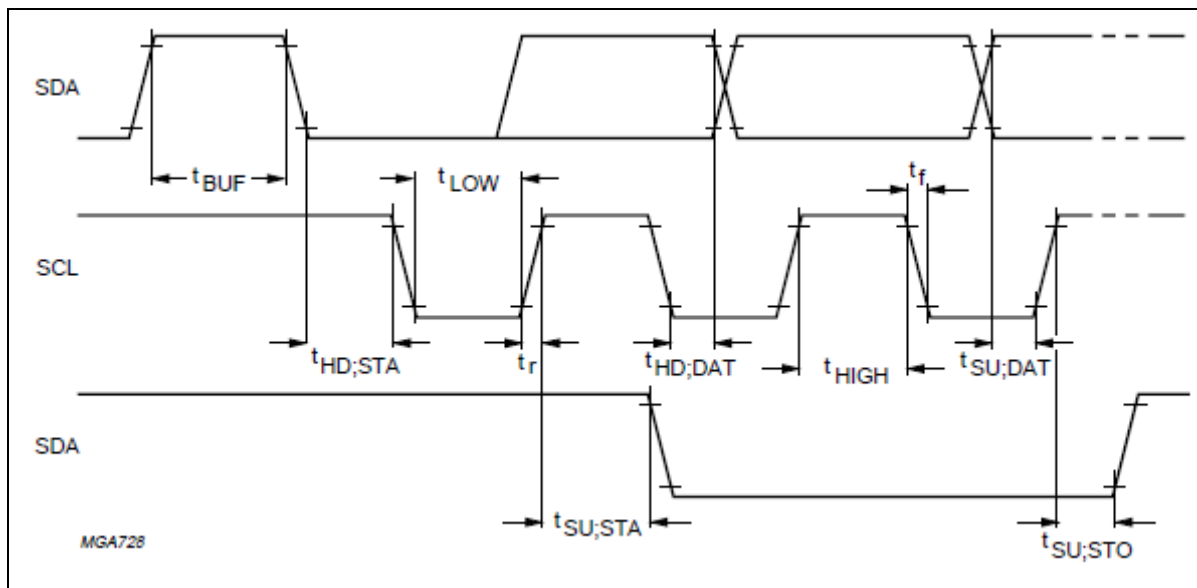 SDA
tBUF
tLOW
tf
SCL
tHD;STA
tr
tHD;DAT
tHIGH
tSU;DAT
SDA
tSU;STA
tSU;STO
MGA728